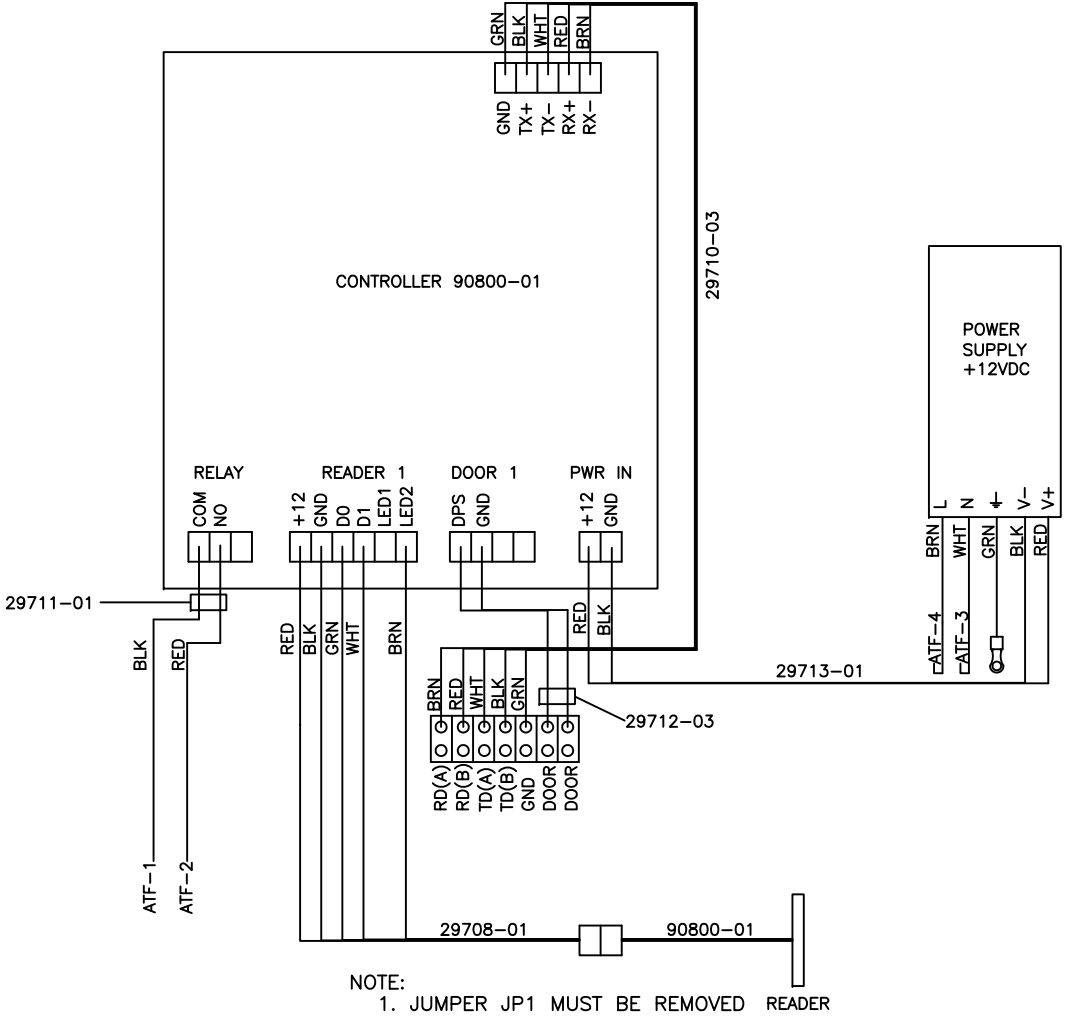 GRN
BLK
WHT
RED
BRN
GND
TX+
TX-
RX+
RX-
29710-03
CONTROLLER 90800-01
POWER
SUPPLY
+12VDC
L
N
V-
V+
BRN
WHT
GRN
BLK
RED
ATF-4
ATF-3
RELAY
READER 1
DOOR 1
PWR IN
COM
NO
+12
GND
D0
D1
LED1
LED2
DPS
GND
+12
GND
29711-01
BLK
RED
RED
BLK
GRN
WHT
BRN
RED
BLK
29713-01
BRN
RED
WHT
BLK
GRN
29712-03
RD(A)
RD(B)
TD(A)
TD(B)
GND
DOOR
DOOR
ATF-1
ATF-2
29708-01
90800-01
NOTE:
1. JUMPER JP1 MUST BE REMOVED
READER